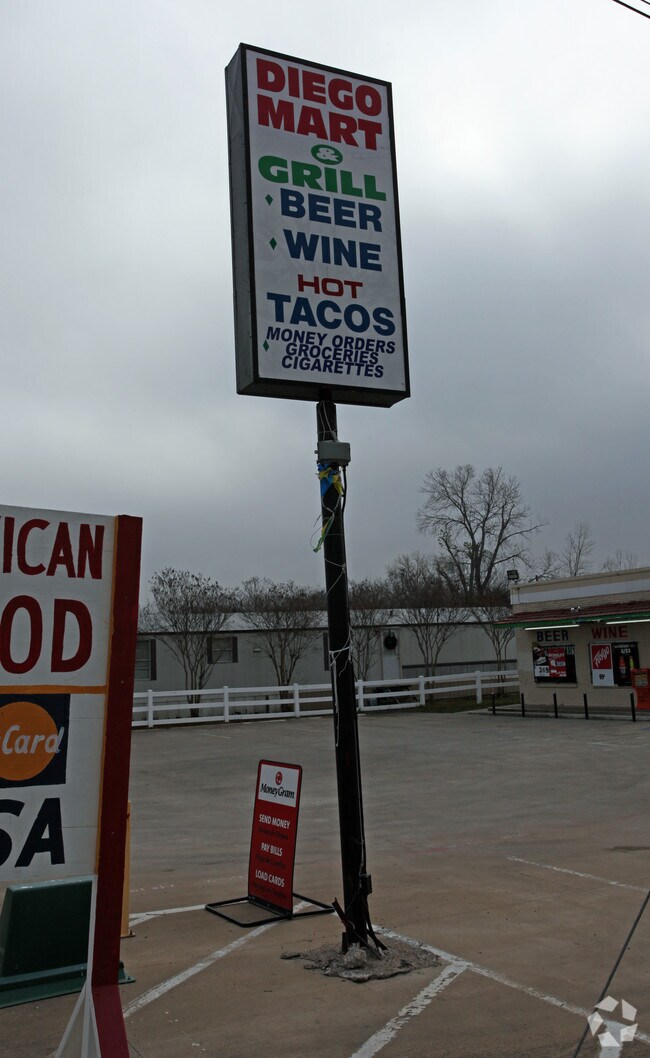 DIEGO
MART
&
GRILL
BEER
WINE
HOT
TACOS
MONEY ORDERS
GROCERIES
CIGARETTES
ICAN
OD
Card
SA
MoneyGram
SEND MONEY
PAY BILLS
LOAD CARDS
BEER WINE